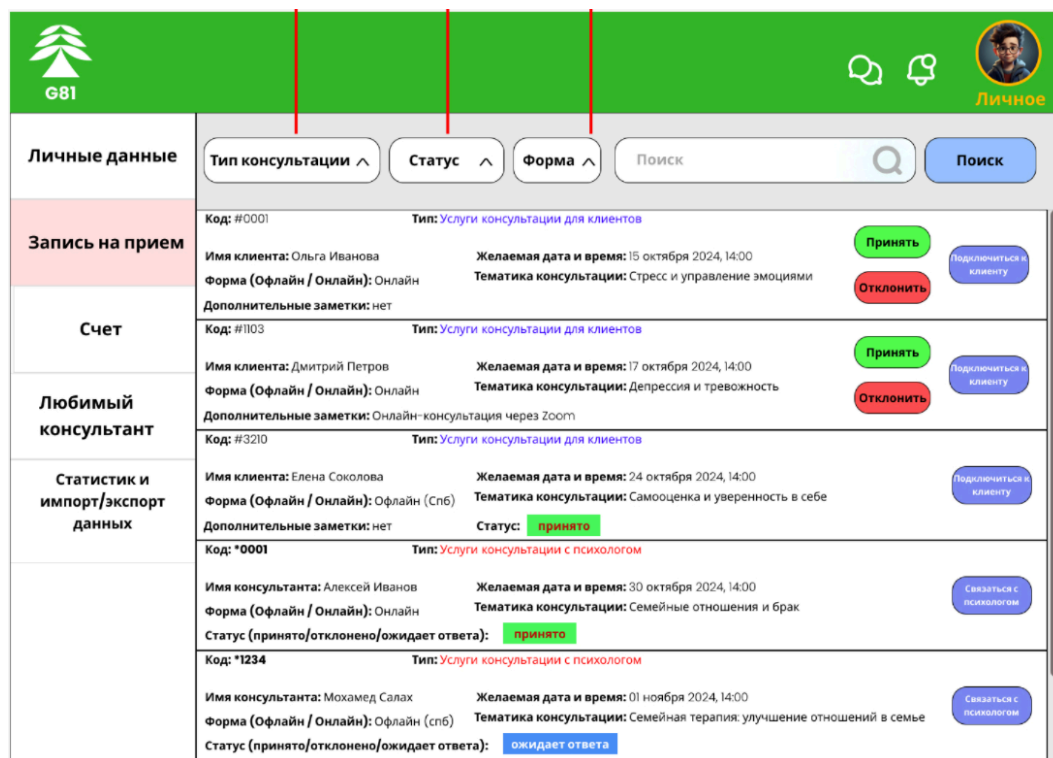 G81
Личное
Личные данные
Запись на прием
Счет
Любимый
консультант
Статистик и
импорт/экспорт
данных
Тип консультации
Статус
Форма
Поиск
Поиск
Код: #0001 Тип: Услуги консультации для клиентов
Имя клиента: Ольга Иванова Желаемая дата и время: 15 октября 2024, 14:00
Форма (Офлайн / Онлайн): Онлайн Тематика консультации: Стресс и управление эмоциями
Дополнительные заметки: нет
Принять
Отклонить
Подключиться к
клиенту
Код: #1103 Тип: Услуги консультации для клиентов
Имя клиента: Дмитрий Петров Желаемая дата и время: 17 октября 2024, 14:00
Форма (Офлайн / Онлайн): Онлайн Тематика консультации: Депрессия и тревожность
Дополнительные заметки: Онлайн-консультация через Zoom
Принять
Отклонить
Подключиться к
клиенту
Код: #3210 Тип: Услуги консультации для клиентов
Имя клиента: Елена Соколова Желаемая дата и время: 24 октября 2024, 14:00
Форма (Офлайн / Онлайн): Офлайн (Спб) Тематика консультации: Самооценка и уверенность в себе
Дополнительные заметки: нет Статус: принято
Подключиться к
клиенту
Код: *0001 Тип: Услуги консультации с психологом
Имя консультанта: Алексей Иванов Желаемая дата и время: 30 октября 2024, 14:00
Форма (Офлайн / Онлайн): Онлайн Тематика консультации: Семейные отношения и брак
Статус (принято/отклонено/ожидает ответа): принято
Связаться с
психологом
Код: *1234 Тип: Услуги консультации с психологом
Имя консультанта: Мохамед Салах Желаемая дата и время: 01 ноября 2024, 14:00
Форма (Офлайн / Онлайн): Офлайн (спб) Тематика консультации: Семейная терапия: улучшение отношений в семье
Статус (принято/отклонено/ожидает ответа): ожидает ответа
Связаться с
психологом